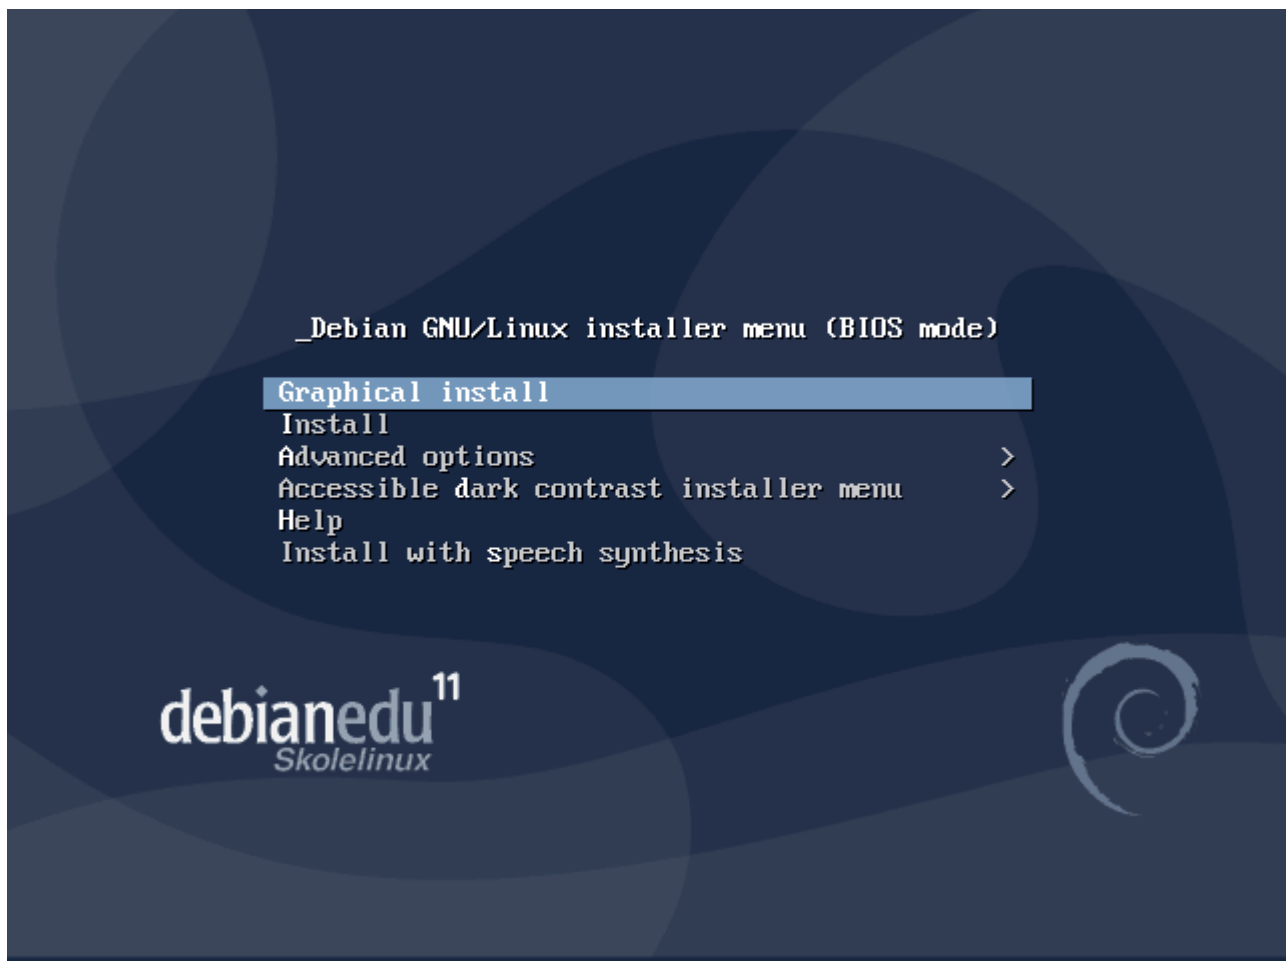 _Debian GNU/Linux installer menu (BIOS mode)
Graphical install
Install
Advanced options >
Accessible dark contrast installer menu >
Help
Install with speech synthesis
debianedu 11
Skolelinux